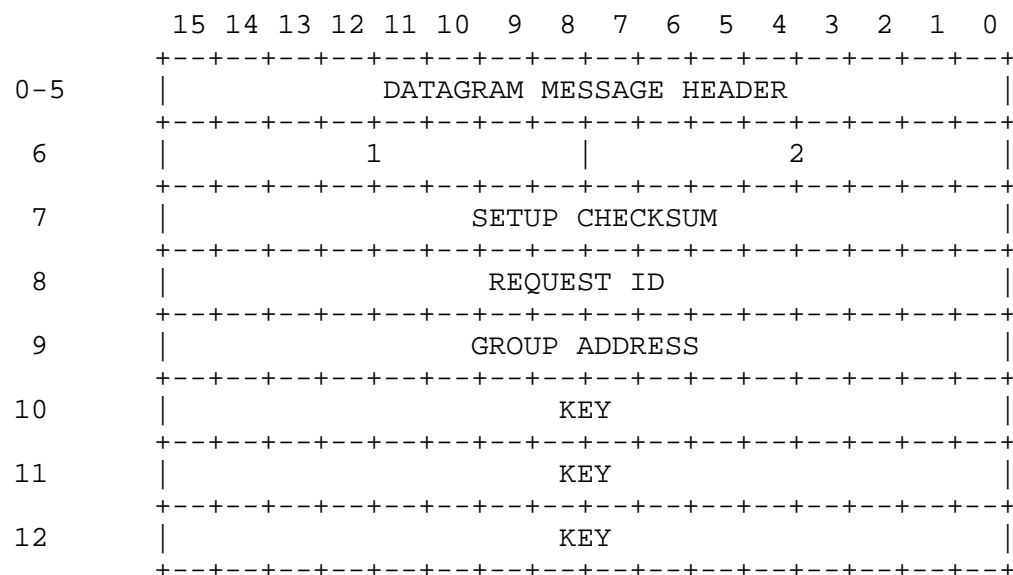 15 14 13 12 11 10 9 8 7 6 5 4 3 2 1 0
+--+--+--+--+--+--+--+--+--+--+--+--+--+--+--+--+
0-5 | DATAGRAM MESSAGE HEADER |
+--+--+--+--+--+--+--+--+--+--+--+--+--+--+--+--+
6 | 1 | 2 |
+--+--+--+--+--+--+--+--+--+--+--+--+--+--+--+--+
7 | SETUP CHECKSUM |
+--+--+--+--+--+--+--+--+--+--+--+--+--+--+--+--+
8 | REQUEST ID |
+--+--+--+--+--+--+--+--+--+--+--+--+--+--+--+--+
9 | GROUP ADDRESS |
+--+--+--+--+--+--+--+--+--+--+--+--+--+--+--+--+
10 | KEY |
+--+--+--+--+--+--+--+--+--+--+--+--+--+--+--+--+
11 | KEY |
+--+--+--+--+--+--+--+--+--+--+--+--+--+--+--+--+
12 | KEY |
+--+--+--+--+--+--+--+--+--+--+--+--+--+--+--+--+